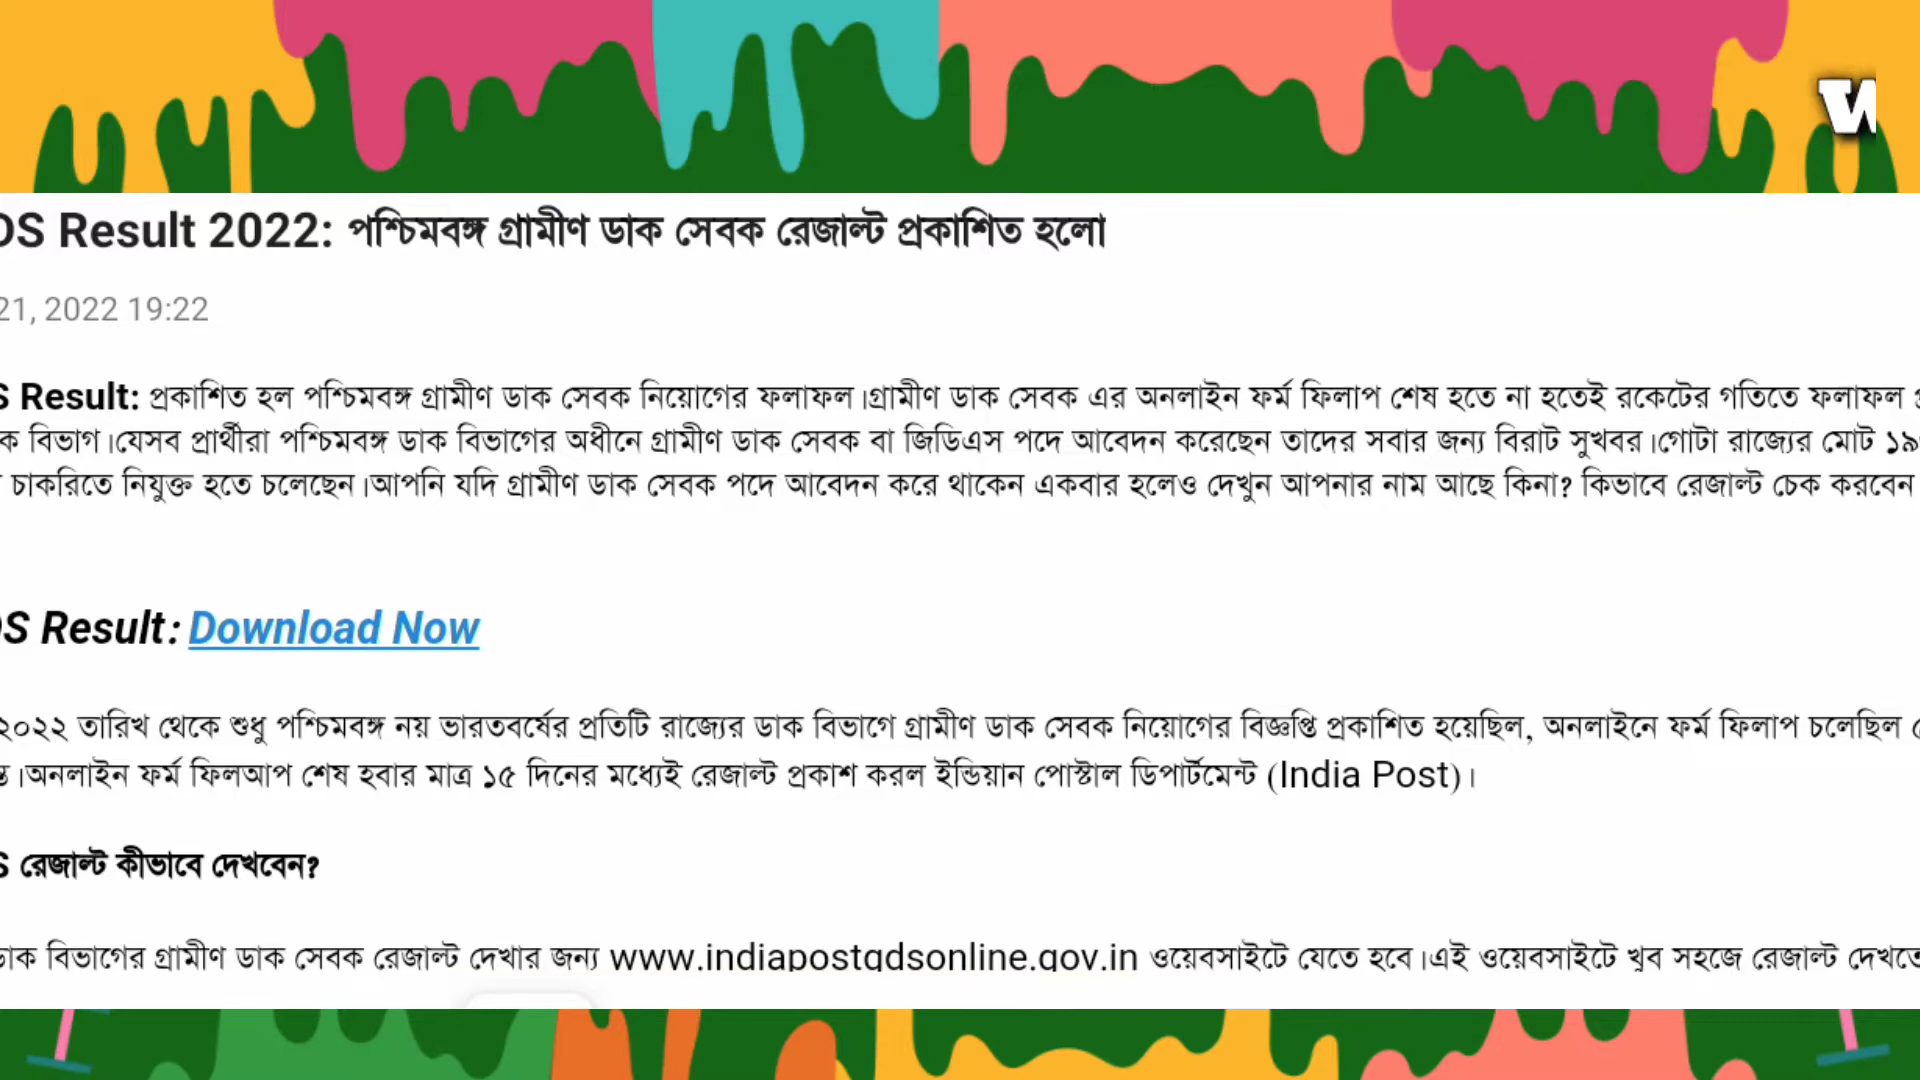 W
DS Result 2022: পশ্চিমবঙ্গ গ্রামীণ ডাক সেবক রেজাল্ট প্রকাশিত হলো
21, 2022 19:22
S Result: প্রকাশিত হল পশ্চিমবঙ্গ গ্রামীণ ডাক সেবক নিয়োগের ফলাফল।গ্রামীণ ডাক সেবক এর অনলাইন ফর্ম ফিলাপ শেষ হতে না হতেই রকেটের গতিতে ফলাফল
ক বিভাগ।যেসব প্রার্থীরা পশ্চিমবঙ্গ ডাক বিভাগের অধীনে গ্রামীণ ডাক সেবক বা জিডিএস পদে আবেদন করেছেন তাদের সবার জন্য বিরাট সুখবর।গোটা রাজ্যের মোট ১৯
চাকরিতে নিযুক্ত হতে চলেছেন।আপনি যদি গ্রামীণ ডাক সেবক পদে আবেদন করে থাকেন একবার হলেও দেখুন আপনার নাম আছে কিনা? কিভাবে রেজাল্ট চেক করবেন
DS Result: Download Now
২০২২ তারিখ থেকে শুধু পশ্চিমবঙ্গ নয় ভারতবর্ষের প্রতিটি রাজ্যের ডাক বিভাগে গ্রামীণ ডাক সেবক নিয়োগের বিজ্ঞপ্তি প্রকাশিত হয়েছিল, অনলাইনে ফর্ম ফিলাপ চলেছিল
।অনলাইন ফর্ম ফিলআপ শেষ হবার মাত্র ১৫ দিনের মধ্যেই রেজাল্ট প্রকাশ করল ইন্ডিয়ান পোস্টাল ডিপার্টমেন্ট (India Post)।
S রেজাল্ট কীভাবে দেখবেন?
ডাক বিভাগের গ্রামীণ ডাক সেবক রেজাল্ট দেখার জন্য www.indiapostgdsonline.gov.in ওয়েবসাইটে যেতে হবে।এই ওয়েবসাইটে খুব সহজে রেজাল্ট দেখতে